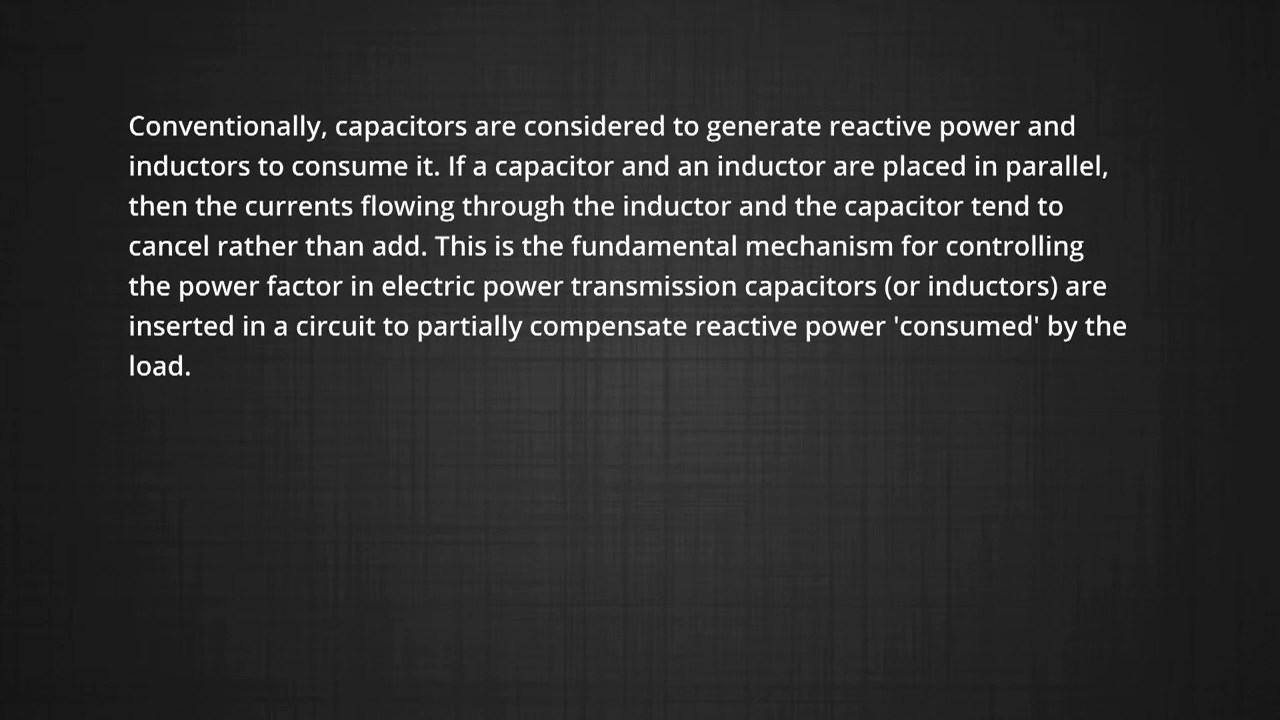 Conventionally, capacitors are considered to generate reactive power and
inductors to consume it. If a capacitor and an inductor are placed in parallel,
then the currents flowing through the inductor and the capacitor tend to
cancel rather than add. This is the fundamental mechanism for controlling
the power factor in electric power transmission capacitors (or inductors) are
inserted in a circuit to partially compensate reactive power 'consumed' by the
load.